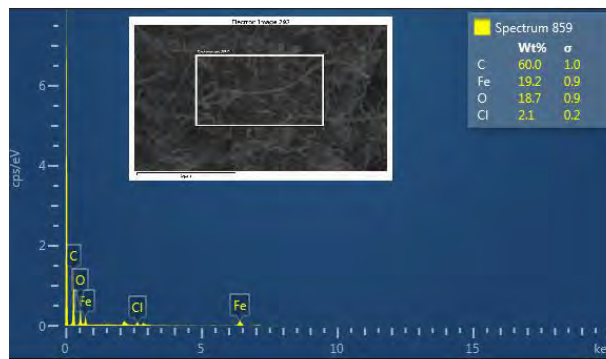 Electron Image 292
Spectrum 859
Wt% σ
C 60.0 1.0
Fe 19.2 0.9
O 18.7 0.9
Cl 2.1 0.2
cps/eV
6
4
2
0
C
O
Fe
Cl
Fe
0 5 10 15 ke